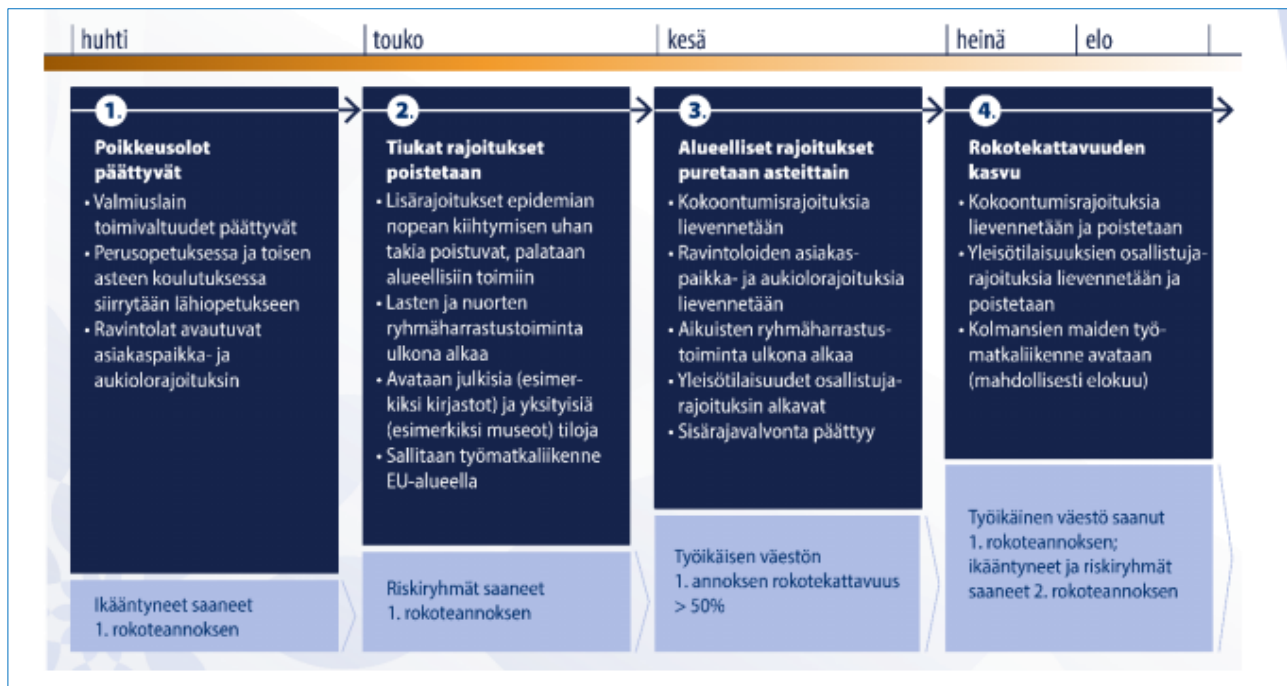 huhti
touko
kesä
heinä
elo
1.
Poikkeusolot
päättyvät
• Valmiuslain
toimivaltuudet päättyvät
• Perusopetuksessa ja toisen
asteen koulutuksessa
siirrytään lähiopetukseen
• Ravintolat avautuvat
asiakaspaikka- ja
aukiolorajoituksin
Ikääntyneet saaneet
1. rokoteannoksen
2.
Tiukat rajoitukset
poistetaan
• Lisärajoitukset epidemian
nopean kiihtymisen uhan
takia poistuvat, palataan
alueellisiin toimiin
• Lasten ja nuorten
ryhmäharrastustoiminta
ulkona alkaa
• Avataan julkisia (esimer-
kiksi kirjastot) ja yksityisiä
(esimerkiksi museot) tiloja
• Sallitaan työmatkaliikenne
EU-alueella
Riskiryhmät saaneet
1. rokoteannoksen
3.
Alueelliset rajoitukset
puretaan asteittain
• Kokoontumisrajoituksia
lievennetään
• Ravintoloiden asiakas-
paikka- ja aukiolorajoituksia
lievennetään
• Aikuisten ryhmäharrastus-
toiminta ulkona alkaa
• Yleisötilaisuudet osallistuja-
rajoituksin alkavat
• Sisärajavalvonta päättyy
Työikäisen väestön
1. annoksen rokotekattavuus
> 50%
4.
Rokotekattavuuden
kasvu
• Kokoontumisrajoituksia
lievennetään ja poistetaan
• Yleisötilaisuuksien osallistuja-
rajoituksia lievennetään ja
poistetaan
• Kolmansien maiden työ-
matkaliikenne avataan
(mahdollisesti elokuu)
Työikäinen väestö saanut
1. rokoteannoksen;
ikääntyneet ja riskiryhmät
saaneet 2. rokoteannoksen